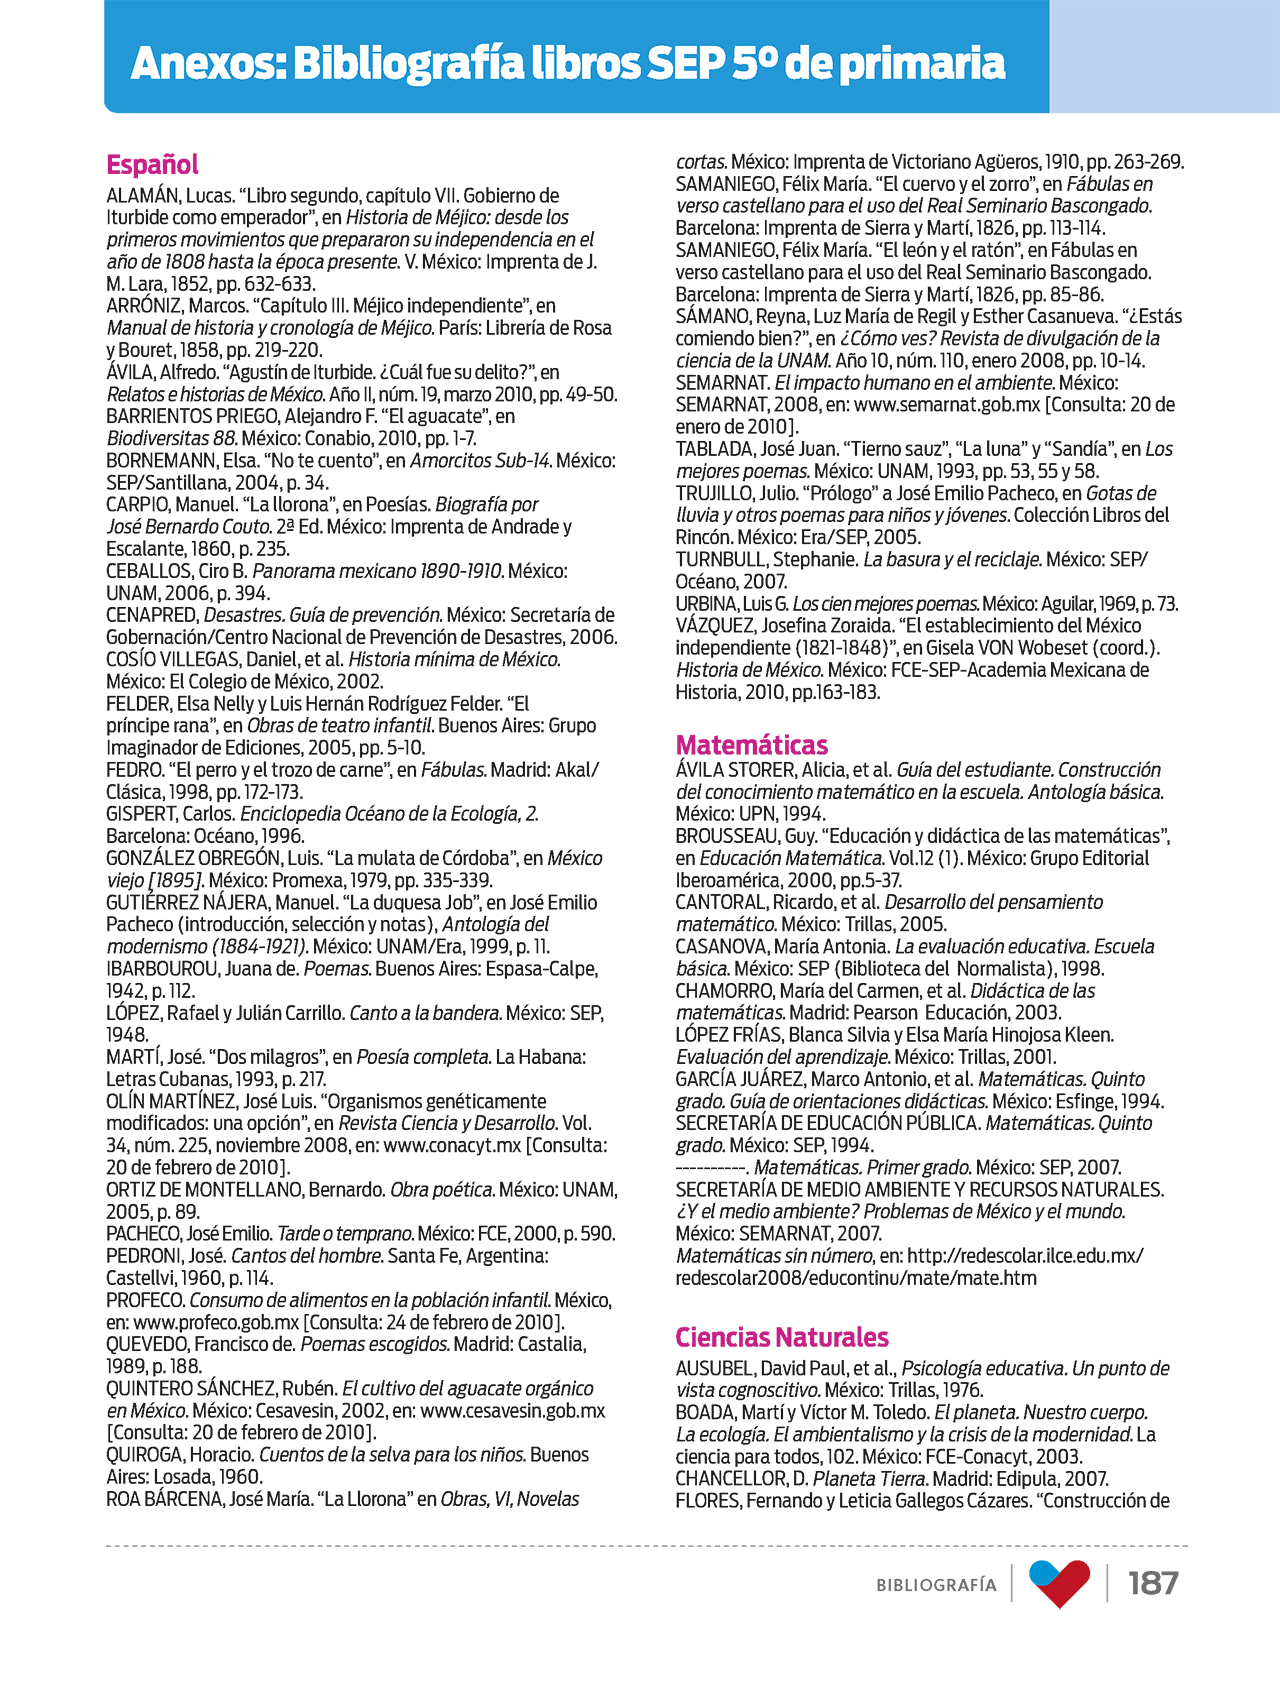 Anexos: Bibliografía libros SEP 5º de primaria
Español
ALAMÁN, Lucas. “Libro segundo, capítulo VII. Gobierno de
Iturbide como emperador”, en Historia de Méjico: desde los
primeros movimientos que prepararon su independencia en el
año de 1808 hasta la época presente. V. México: Imprenta de J.
M. Lara, 1852, pp. 632-633.
ARRÓNIZ, Marcos. “Capítulo III. Méjico independiente”, en
Manual de historia y cronología de Méjico. París: Librería de Rosa
y Bouret, 1858, pp. 219-220.
ÁVILA, Alfredo. “Agustín de Iturbide. ¿Cuál fue su delito?”, en
Relatos e historias de México. Año II, núm. 19, marzo 2010, pp. 49-50.
BARRIENTOS PRIEGO, Alejandro F. “El aguacate”, en
Biodiversitas 88. México: Conabio, 2010, pp. 1-7.
BORNEMANN, Elsa. “No te cuento”, en Amorcitos Sub-14. México:
SEP/Santillana, 2004, p. 34.
CARPIO, Manuel. “La llorona”, en Poesías. Biografía por
José Bernardo Couto. 2ª Ed. México: Imprenta de Andrade y
Escalante, 1860, p. 235.
CEBALLOS, Ciro B. Panorama mexicano 1890-1910. México:
UNAM, 2006, p. 394.
CENAPRED, Desastres. Guía de prevención. México: Secretaría de
Gobernación/Centro Nacional de Prevención de Desastres, 2006.
COSÍO VILLEGAS, Daniel, et al. Historia mínima de México.
México: El Colegio de México, 2002.
FELDER, Elsa Nelly y Luis Hernán Rodríguez Felder. “El
príncipe rana”, en Obras de teatro infantil. Buenos Aires: Grupo
Imaginador de Ediciones, 2005, pp. 5-10.
FEDRO. “El perro y el trozo de carne”, en Fábulas. Madrid: Akal/
Clásica, 1998, pp. 172-173.
GISPERT, Carlos. Enciclopedia Océano de la Ecología, 2.
Barcelona: Océano, 1996.
GONZÁLEZ OBREGÓN, Luis. “La mulata de Córdoba”, en México
viejo [1895]. México: Promexa, 1979, pp. 335-339.
GUTIÉRREZ NÁJERA, Manuel. “La duquesa Job”, en José Emilio
Pacheco (introducción, selección y notas), Antología del
modernismo (1884-1921). México: UNAM/Era, 1999, p. 11.
IBARBOUROU, Juana de. Poemas. Buenos Aires: Espasa-Calpe,
1942, p. 112.
LÓPEZ, Rafael y Julián Carrillo. Canto a la bandera. México: SEP,
1948.
MARTÍ, José. “Dos milagros”, en Poesía completa. La Habana:
Letras Cubanas, 1993, p. 217.
OLÍN MARTÍNEZ, José Luis. “Organismos genéticamente
modificados: una opción”, en Revista Ciencia y Desarrollo. Vol.
34, núm. 225, noviembre 2008, en: www.conacyt.mx [Consulta:
20 de febrero de 2010].
ORTIZ DE MONTELLANO, Bernardo. Obra poética. México: UNAM,
2005, p. 89.
PACHECO, José Emilio. Tarde o temprano. México: FCE, 2000, p. 590.
PEDRONI, José. Cantos del hombre. Santa Fe, Argentina:
Castellvi, 1960, p. 114.
PROFECO. Consumo de alimentos en la población infantil. México,
en: www.profeco.gob.mx [Consulta: 24 de febrero de 2010].
QUEVEDO, Francisco de. Poemas escogidos. Madrid: Castalia,
1989, p. 188.
QUINTERO SÁNCHEZ, Rubén. El cultivo del aguacate orgánico
en México. México: Cesavesin, 2002, en: www.cesavesin.gob.mx
[Consulta: 20 de febrero de 2010].
QUIROGA, Horacio. Cuentos de la selva para los niños. Buenos
Aires: Losada, 1960.
ROA BÁRCENA, José María. “La Llorona” en Obras, VI, Novelas
cortas. México: Imprenta de Victoriano Agüeros, 1910, pp. 263-269.
SAMANIEGO, Félix María. “El cuervo y el zorro”, en Fábulas en
verso castellano para el uso del Real Seminario Bascongado.
Barcelona: Imprenta de Sierra y Martí, 1826, pp. 113-114.
SAMANIEGO, Félix María. “El león y el ratón”, en Fábulas en
verso castellano para el uso del Real Seminario Bascongado.
Barcelona: Imprenta de Sierra y Martí, 1826, pp. 85-86.
SÁMANO, Reyna, Luz María de Regil y Esther Casanueva. “¿Estás
comiendo bien?”, en ¿Cómo ves? Revista de divulgación de la
ciencia de la UNAM. Año 10, núm. 110, enero 2008, pp. 10-14.
SEMARNAT. El impacto humano en el ambiente. México:
SEMARNAT, 2008, en: www.semarnat.gob.mx [Consulta: 20 de
enero de 2010].
TABLADA, José Juan. “Tierno sauz”, “La luna” y “Sandía”, en Los
mejores poemas. México: UNAM, 1993, pp. 53, 55 y 58.
TRUJILLO, Julio. “Prólogo” a José Emilio Pacheco, en Gotas de
lluvia y otros poemas para niños y jóvenes. Colección Libros del
Rincón. México: Era/SEP, 2005.
TURNBULL, Stephanie. La basura y el reciclaje. México: SEP/
Océano, 2007.
URBINA, Luis G. Los cien mejores poemas. México: Aguilar, 1969, p. 73.
VÁZQUEZ, Josefina Zoraida. “El establecimiento del México
independiente (1821-1848)”, en Gisela VON Wobeset (coord.).
Historia de México. México: FCE-SEP-Academia Mexicana de
Historia, 2010, pp.163-183.
Matemáticas
ÁVILA STORER, Alicia, et al. Guía del estudiante. Construcción
del conocimiento matemático en la escuela. Antología básica.
México: UPN, 1994.
BROUSSEAU, Guy. “Educación y didáctica de las matemáticas”,
en Educación Matemática. Vol.12 (1). México: Grupo Editorial
Iberoamérica, 2000, pp.5-37.
CANTORAL, Ricardo, et al. Desarrollo del pensamiento
matemático. México: Trillas, 2005.
CASANOVA, María Antonia. La evaluación educativa. Escuela
básica. México: SEP (Biblioteca del Normalista), 1998.
CHAMORRO, María del Carmen, et al. Didáctica de las
matemáticas. Madrid: Pearson Educación, 2003.
LÓPEZ FRÍAS, Blanca Silvia y Elsa María Hinojosa Kleen.
Evaluación del aprendizaje. México: Trillas, 2001.
GARCÍA JUÁREZ, Marco Antonio, et al. Matemáticas. Quinto
grado. Guía de orientaciones didácticas. México: Esfinge, 1994.
SECRETARÍA DE EDUCACIÓN PÚBLICA. Matemáticas. Quinto
grado. México: SEP, 1994.
----------. Matemáticas. Primer grado. México: SEP, 2007.
SECRETARÍA DE MEDIO AMBIENTE Y RECURSOS NATURALES.
¿Y el medio ambiente? Problemas de México y el mundo.
México: SEMARNAT, 2007.
Matemáticas sin número, en: http://redescolar.ilce.edu.mx/
redescolar2008/educontinu/mate/mate.htm
Ciencias Naturales
AUSUBEL, David Paul, et al., Psicología educativa. Un punto de
vista cognoscitivo. México: Trillas, 1976.
BOADA, Martí y Víctor M. Toledo. El planeta. Nuestro cuerpo.
La ecología. El ambientalismo y la crisis de la modernidad. La
ciencia para todos, 102. México: FCE-Conacyt, 2003.
CHANCELLOR, D. Planeta Tierra. Madrid: Edipula, 2007.
FLORES, Fernando y Leticia Gallegos Cázares. “Construcción de
BIBLIOGRAFÍA
187